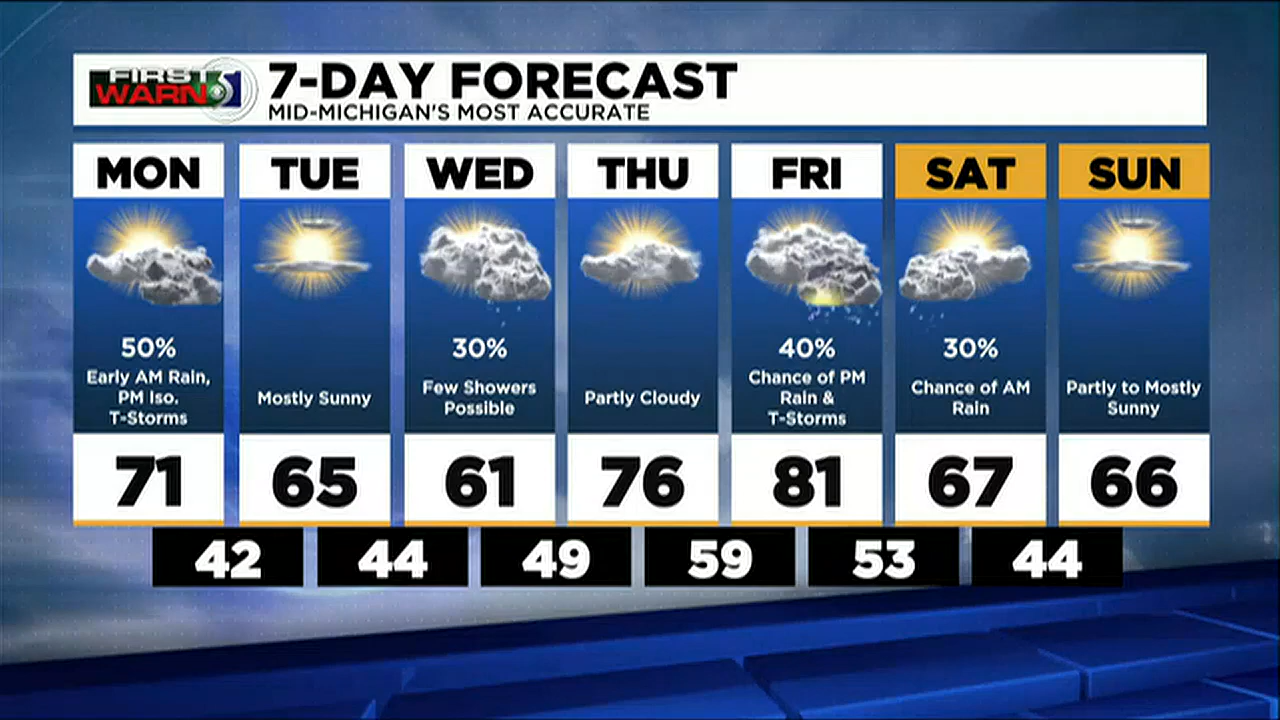 FIRST
WARN 5
7-DAY FORECAST
MID-MICHIGAN'S MOST ACCURATE
MON
TUE
WED
THU
FRI
SAT
SUN
50%
Early AM Rain,
PM Iso.
T-Storms
Mostly Sunny
30%
Few Showers
Possible
Partly Cloudy
40%
Chance of PM
Rain &
T-Storms
30%
Chance of AM
Rain
Partly to Mostly
Sunny
71
65
61
76
81
67
66
42
44
49
59
53
44